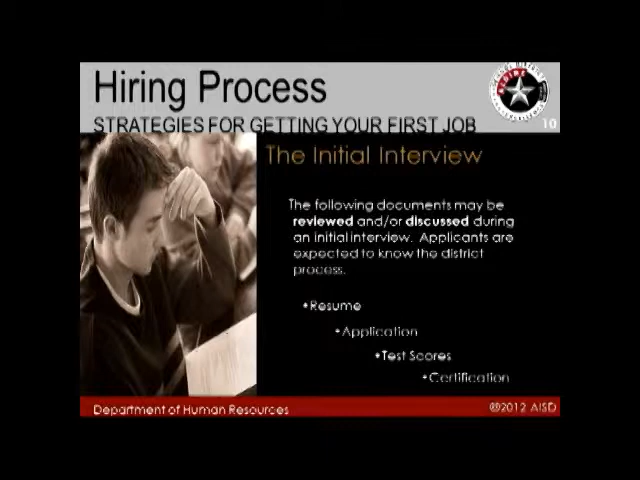 Hiring Process
STRATEGIES FOR GETTING YOUR FIRST JOB
10
The Initial Interview
The following documents may be
reviewed and/or discussed during
an initial interview. Applicants are
expected to know the district
process.
•Resume
•Application
•Test Scores
•Certification
Department of Human Resources
©2012 AISD